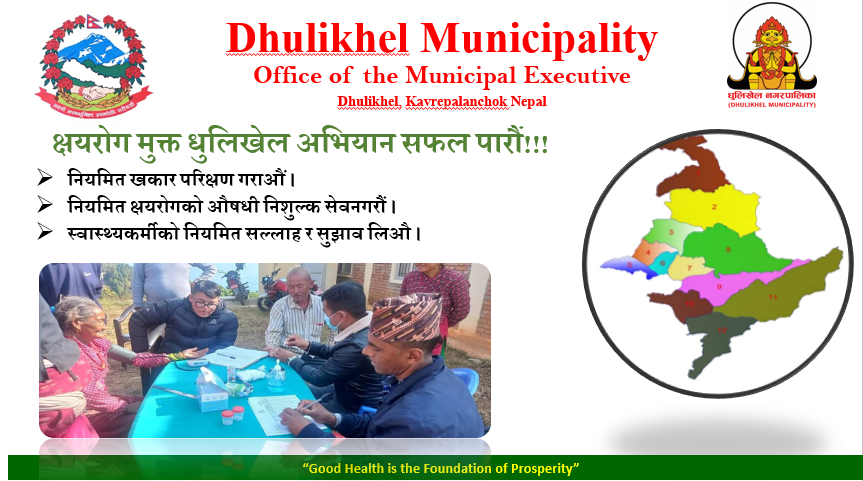 Dhulikhel Municipality
Office of the Municipal Executive
Dhulikhel, Kavrepalanchok Nepal
धुलिखेल नगरपालिका
(DHULIKHEL MUNICIPALITY)
क्षयरोग मुक्त धुलिखेल अभियान सफल पारौं!!!
नियमित खकार परिक्षण गराऔं।
नियमित क्षयरोगको औषधी निशुल्क सेवनगरौं।
स्वास्थ्यकर्मीको नियमित सल्लाह र सुझाव लिऔ।
2
3
4
5
6
7
8
9
11
“Good Health is the Foundation of Prosperity”